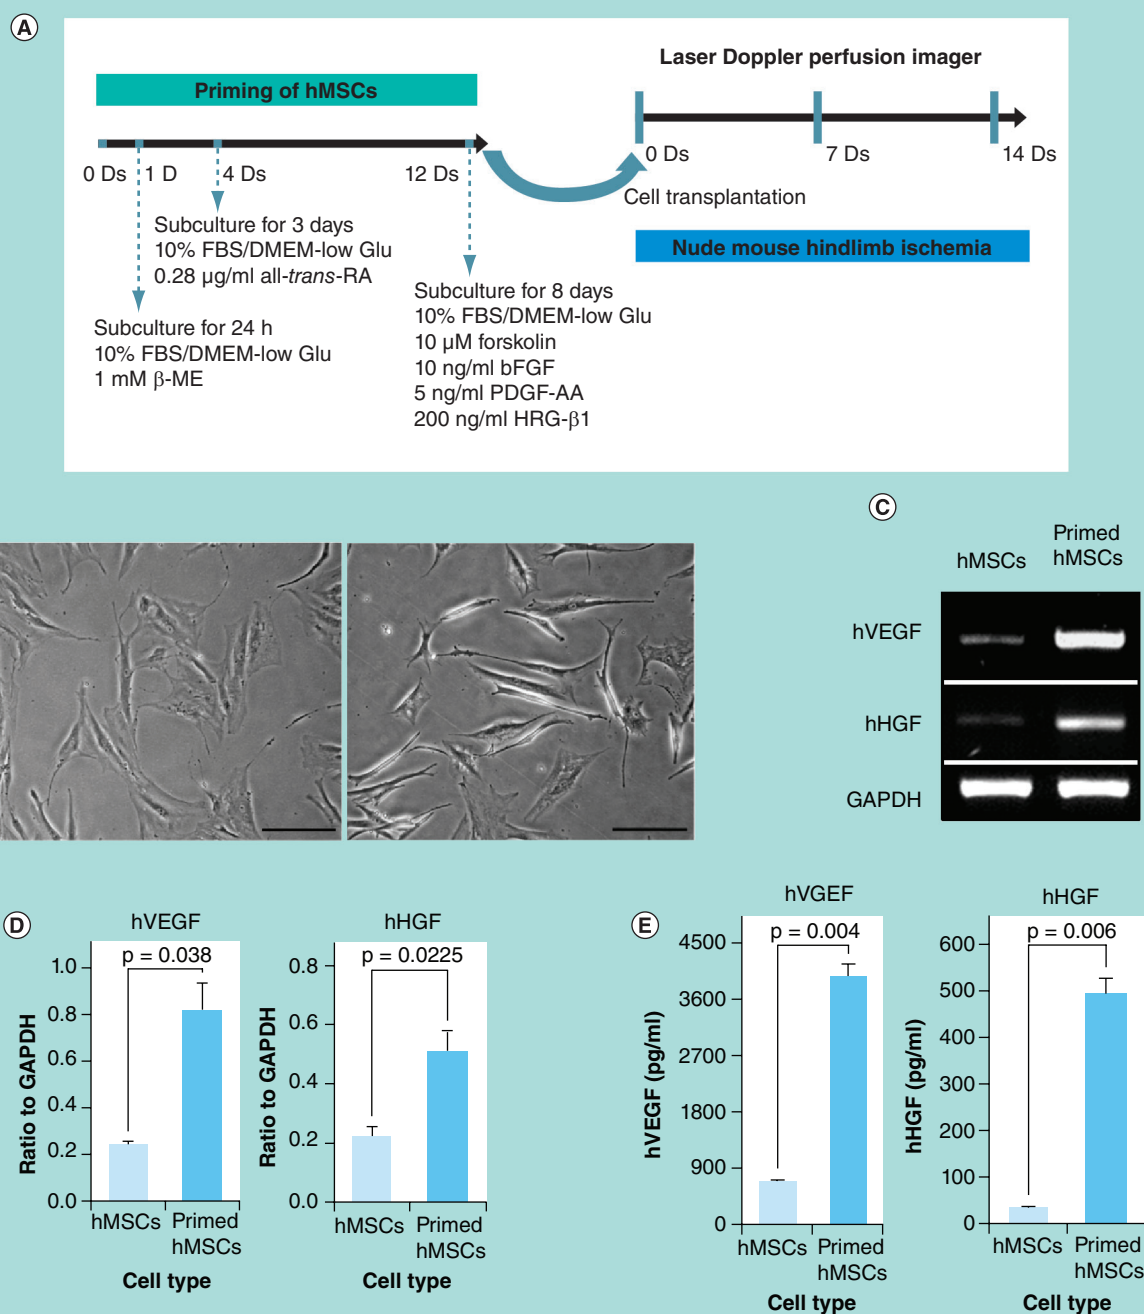 A
Priming of hMSCs
0 Ds
1 D
4 Ds
12 Ds
Subculture for 3 days
10% FBS/DMEM-low Glu
0.28 µg/ml all-trans-RA
Subculture for 24 h
10% FBS/DMEM-low Glu
1 mM β-ME
Subculture for 8 days
10% FBS/DMEM-low Glu
10 µM forskolin
10 ng/ml bFGF
5 ng/ml PDGF-AA
200 ng/ml HRG-β1
Laser Doppler perfusion imager
0 Ds
7 Ds
14 Ds
Cell transplantation
Nude mouse hindlimb ischemia
C
hMSCs
Primed
hMSCs
hVEGF
hHGF
GAPDH
D
hVEGF
p = 0.038
1.0
0.8
0.6
0.4
0.2
0.0
Ratio to GAPDH
hMSCs
Primed
hMSCs
Cell type
hHGF
p = 0.0225
0.8
0.6
0.4
0.2
0.0
Ratio to GAPDH
hMSCs
Primed
hMSCs
Cell type
E
hVGEF
p = 0.004
4500
3600
2700
1800
900
0
hVEGF (pg/ml)
hMSCs
Primed
hMSCs
Cell type
hHGF
p = 0.006
600
500
400
300
200
100
0
hHGF (pg/ml)
hMSCs
Primed
hMSCs
Cell type